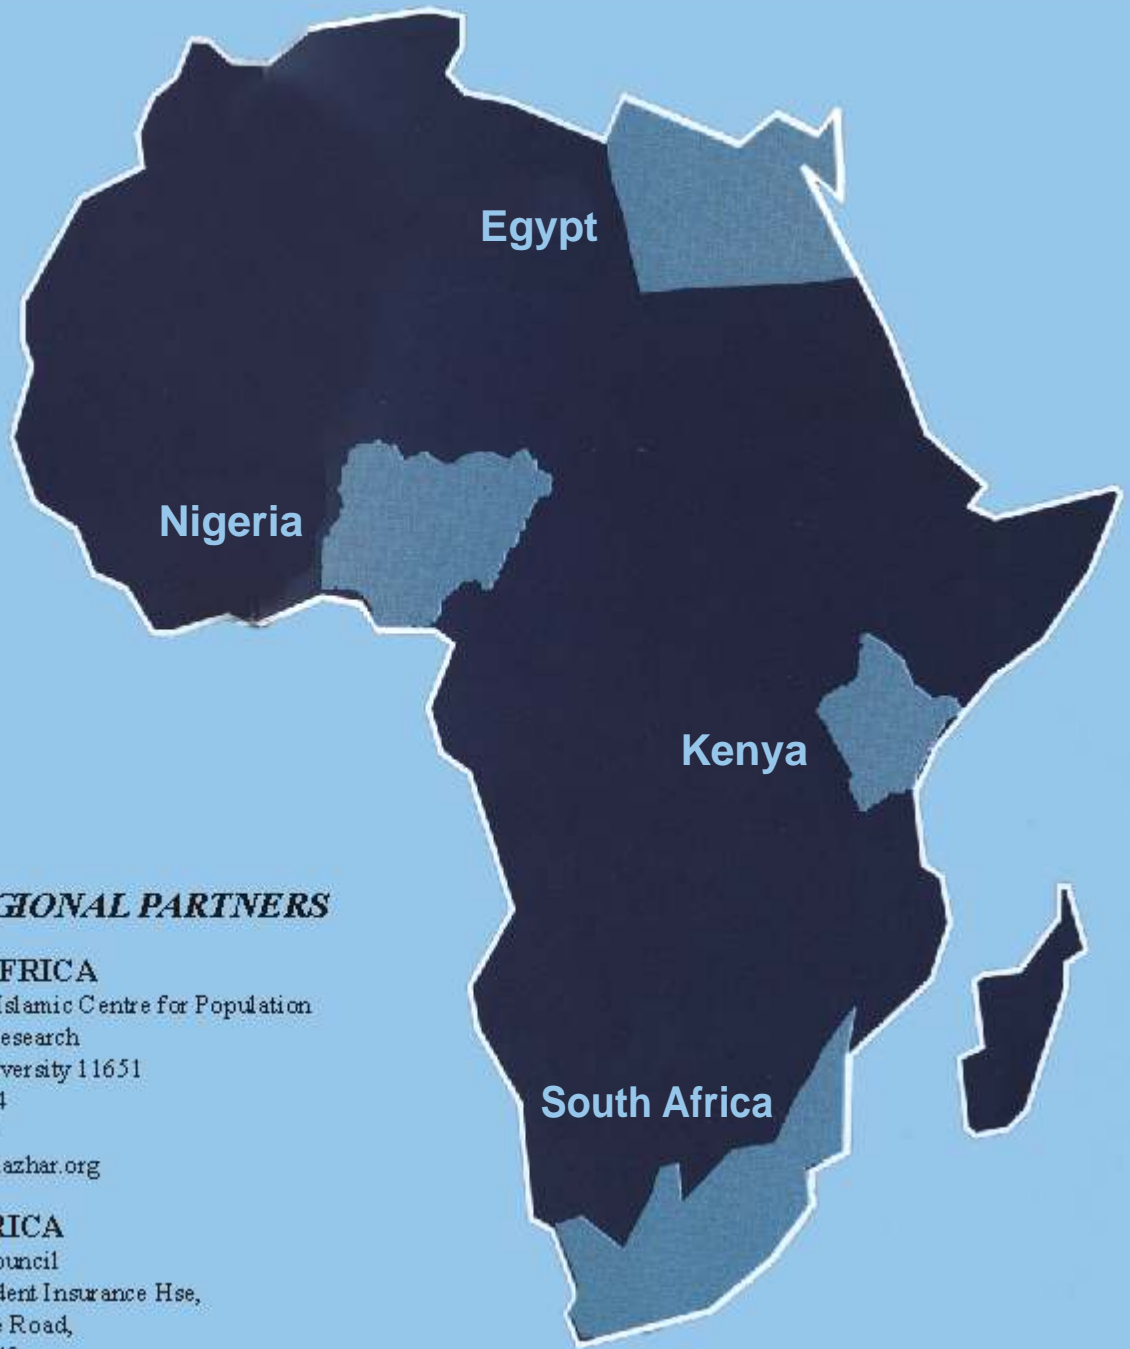 Egypt
Nigeria
Kenya
South Africa
GIONAL PARTNERS
FRICA
Islamic Centre for Population
esearch
versity 11651
4
azhar.org
RICA
ouncil
dent Insurance Hse,
e Road,